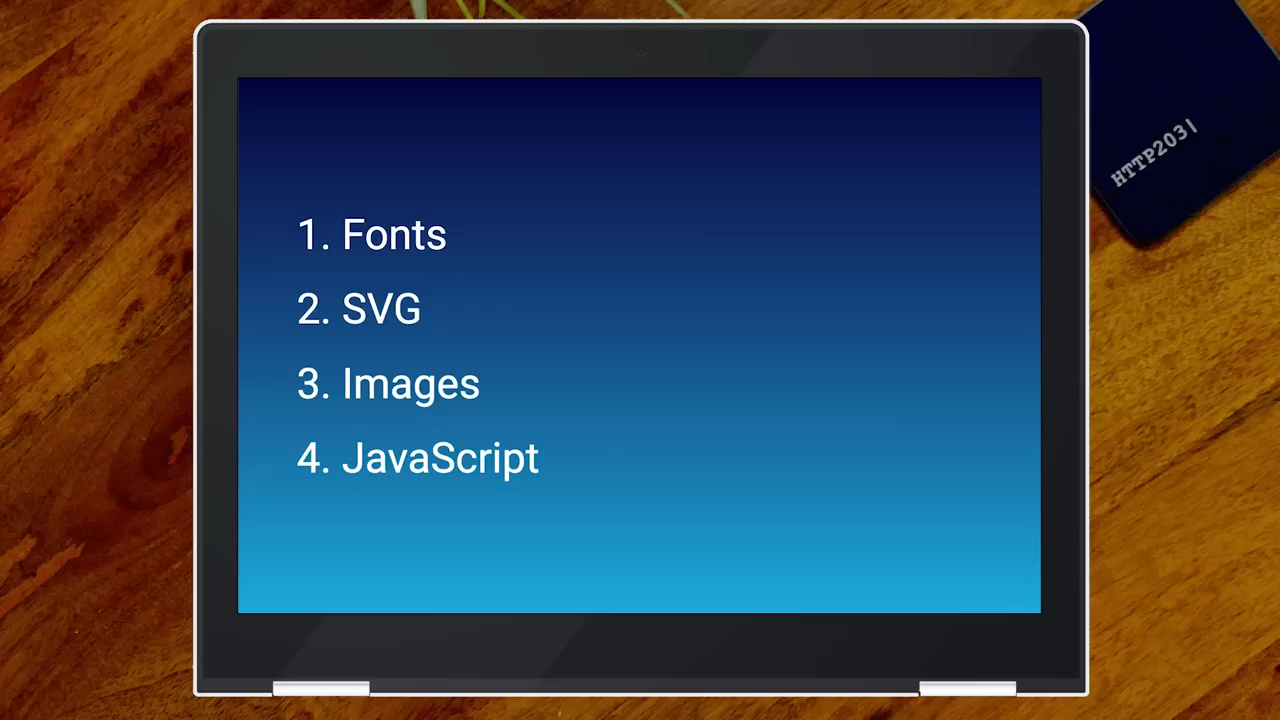 1. Fonts
2. SVG
3. Images
4. JavaScript
HTTP203|